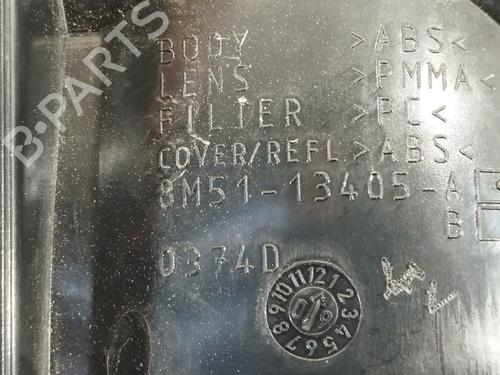 BODY >ABS<
LENS >PMMA<
FILTER >PC<
COVER/REFL.>ABS<
8M51-13405-A
B
0374D
1 2 3 4 5 6 7 8 9 10 11 12